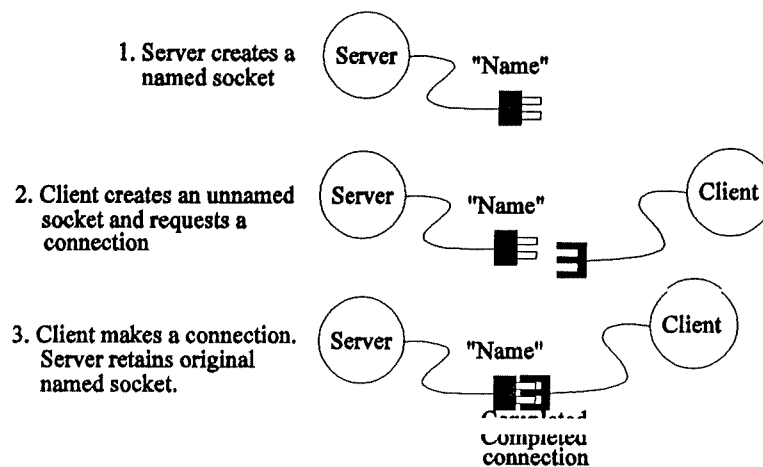 1. Server creates a
named socket
Server
"Name"
2. Client creates an unnamed
socket and requests a
connection
Server
"Name"
Client
3. Client makes a connection.
Server retains original
named socket.
Server
"Name"
Client
Completed
Completed
connection